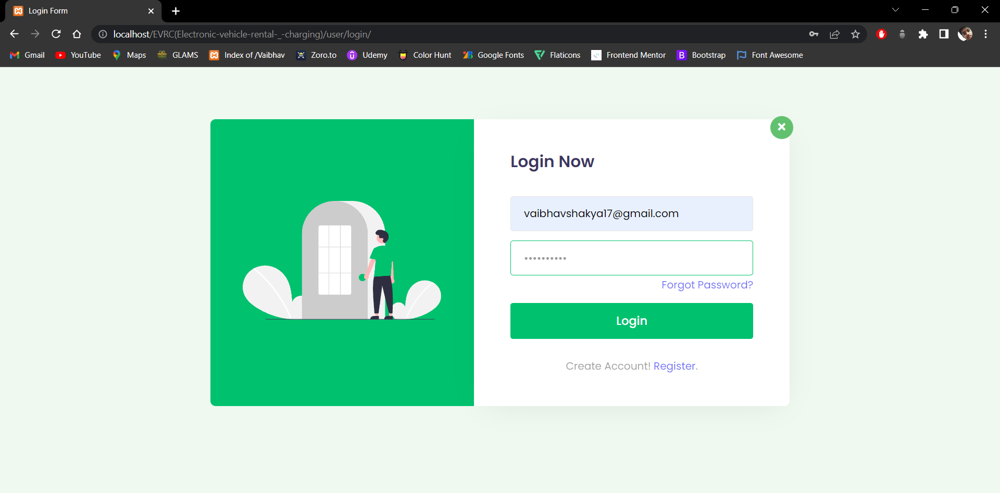 Login Form
localhost/EVRC(Electronic-vehicle-rental-_-charging)/user/login/
Gmail YouTube Maps GLAMS Index of /Vaibhav Zoro.to Udemy Color Hunt Google Fonts Flaticons Frontend Mentor Bootstrap Font Awesome
Login Now
vaibhavshakya17@gmail.com
••••••••••
Forgot Password?
Login
Create Account! Register.